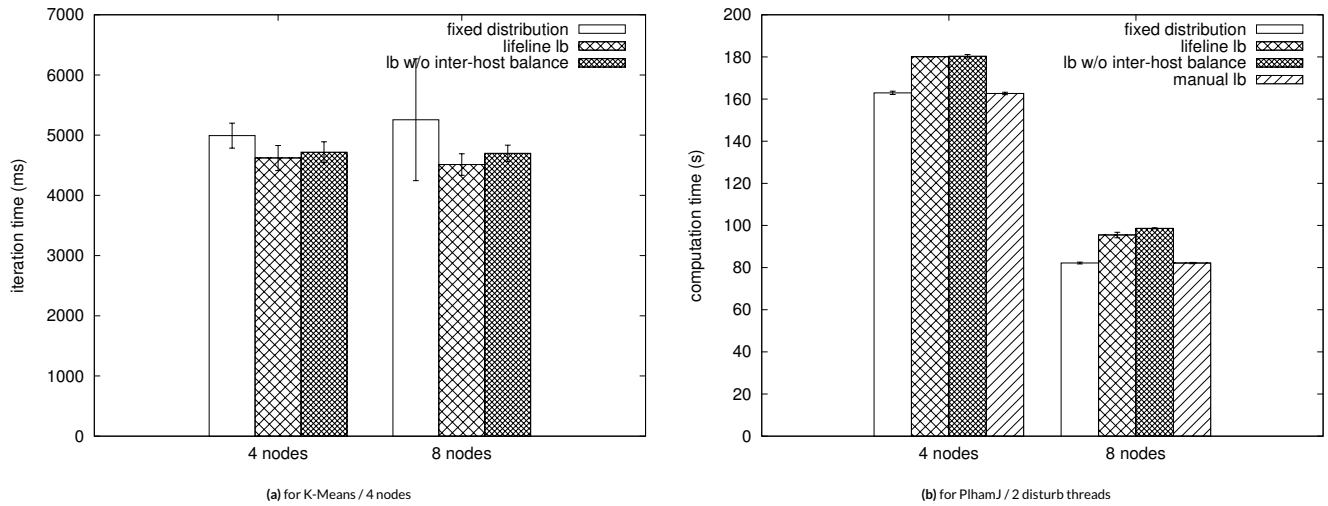 7000
6000
5000
4000
3000
2000
1000
0
iteration time (ms)
fixed distribution
lifeline lb
lb w/o inter-host balance
4 nodes
8 nodes
(a) for K-Means / 4 nodes
200
180
160
140
120
100
80
60
40
20
0
computation time (s)
fixed distribution
lifeline lb
lb w/o inter-host balance
manual lb
4 nodes
8 nodes
(b) for PlhamJ / 2 disturb threads